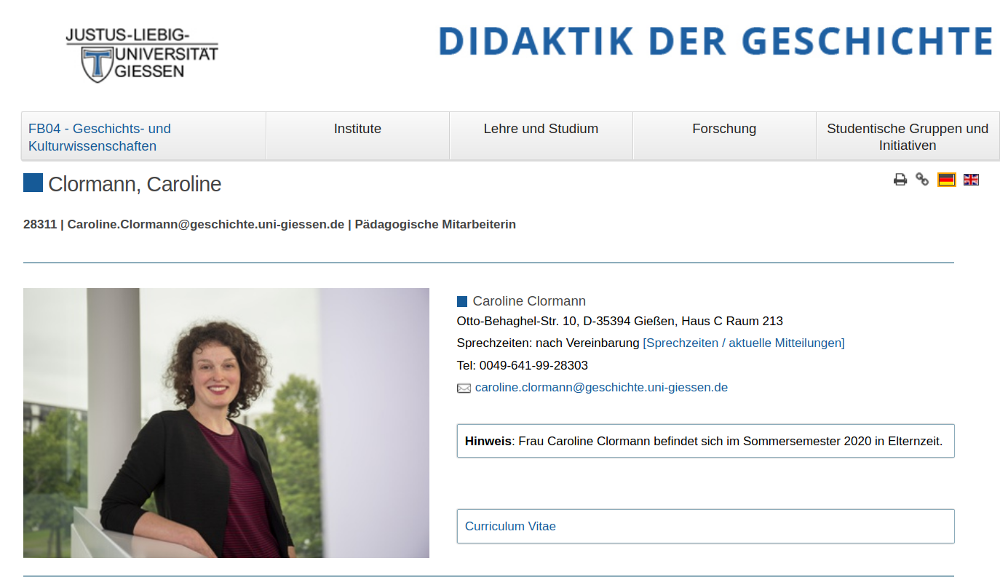 JUSTUS-LIEBIG-
UNIVERSITÄT
GIESSEN
DIDAKTIK DER GESCHICHTE
FB04 - Geschichts- und
Kulturwissenschaften
Institute
Lehre und Studium
Forschung
Studentische Gruppen und
Initiativen
Clormann, Caroline
28311 | Caroline.Clormann@geschichte.uni-giessen.de | Pädagogische Mitarbeiterin
Caroline Clormann
Otto-Behaghel-Str. 10, D-35394 Gießen, Haus C Raum 213
Sprechzeiten: nach Vereinbarung [Sprechzeiten / aktuelle Mitteilungen]
Tel: 0049-641-99-28303
caroline.clormann@geschichte.uni-giessen.de
Hinweis: Frau Caroline Clormann befindet sich im Sommersemester 2020 in Elternzeit.
Curriculum Vitae